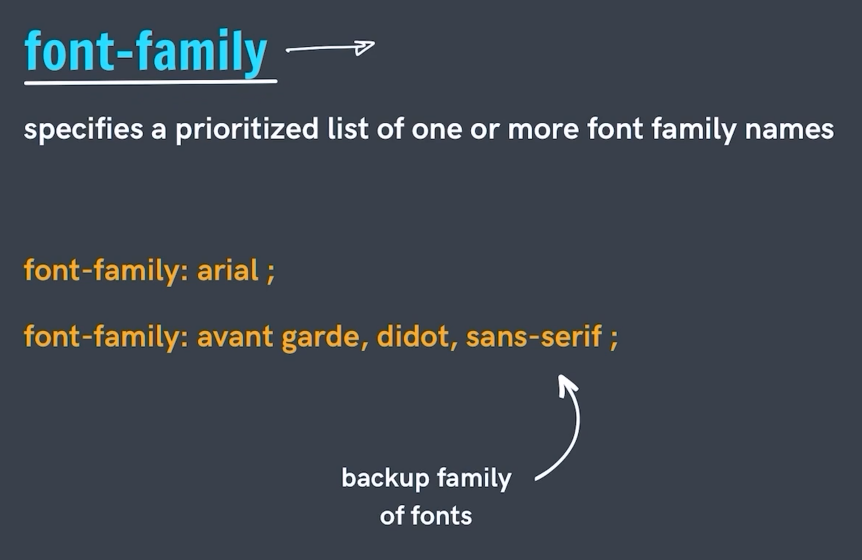 font-family
specifies a prioritized list of one or more font family names
font-family: arial ;
font-family: avant garde, didot, sans-serif ;
backup family
of fonts